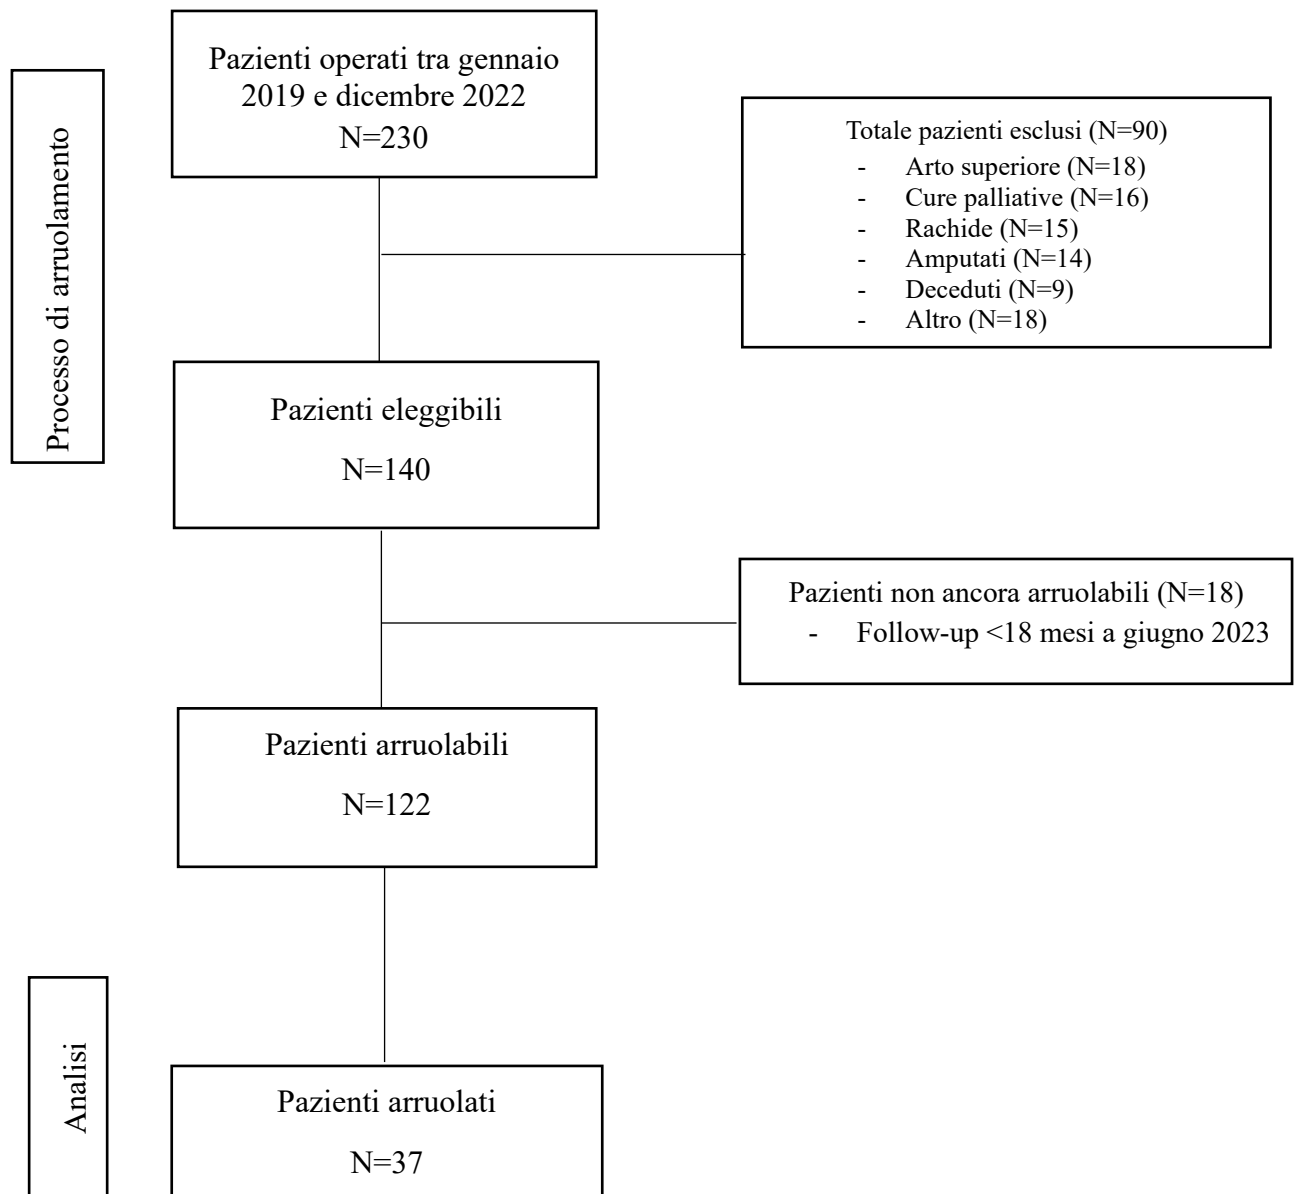 Processo di arruolamento
Pazienti operati tra gennaio
2019 e dicembre 2022
N=230
Totale pazienti esclusi (N=90)
- Arto superiore (N=18)
- Cure palliative (N=16)
- Rachide (N=15)
- Amputati (N=14)
- Deceduti (N=9)
- Altro (N=18)
Pazienti eleggibili
N=140
Pazienti non ancora arruolabili (N=18)
- Follow-up <18 mesi a giugno 2023
Pazienti arruolabili
N=122
Analisi
Pazienti arruolati
N=37